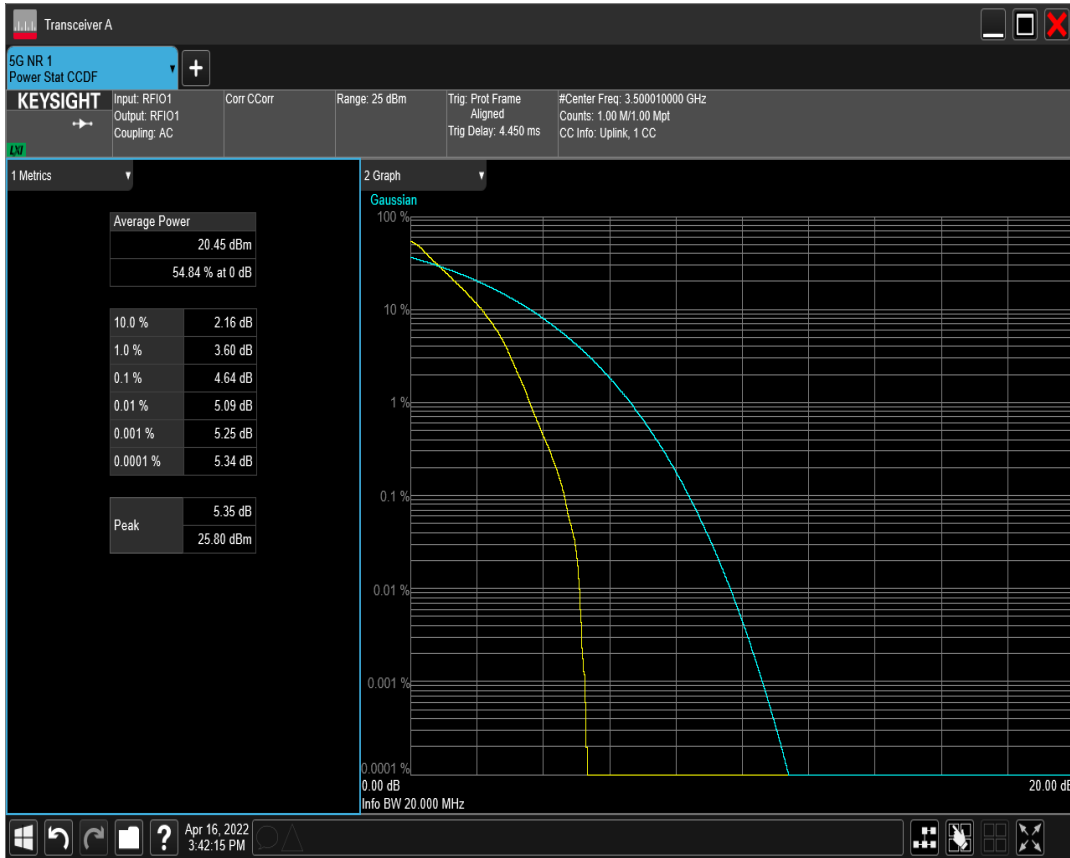 Transceiver A
5G NR 1
Power Stat CCDF
+
KEYSIGHT
LXI
Input: RFIO1
Output: RFIO1
Coupling: AC
Corr CCorr
Range: 25 dBm
Trig: Prot Frame
Aligned
Trig Delay: 4.450 ms
#Center Freq: 3.500010000 GHz
Counts: 1.00 M/1.00 Mpt
CC Info: Uplink, 1 CC
1 Metrics
Average Power
20.45 dBm
54.84 % at 0 dB
10.0 % 2.16 dB
1.0 % 3.60 dB
0.1 % 4.64 dB
0.01 % 5.09 dB
0.001 % 5.25 dB
0.0001 % 5.34 dB
Peak 5.35 dB
25.80 dBm
2 Graph
Gaussian
100 %
10 %
1 %
0.1 %
0.01 %
0.001 %
0.0001 %
0.00 dB 20.00 dB
Info BW 20.000 MHz
? Apr 16, 2022
3:42:15 PM